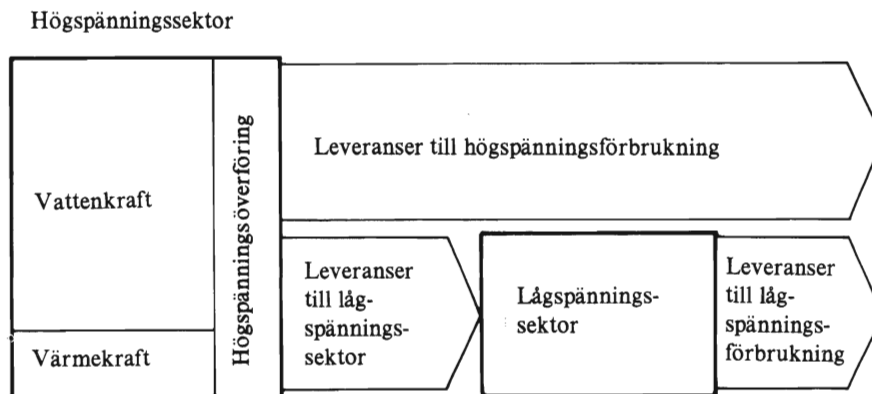 Högspänningssektor
Vattenkraft
Värmekraft
Högspänningsöverföring
Leveranser till högspänningsförbrukning
Leveranser
till låg-
spännings-
sektor
Lågspännings-
sektor
Leveranser
till låg-
spännings-
förbrukning